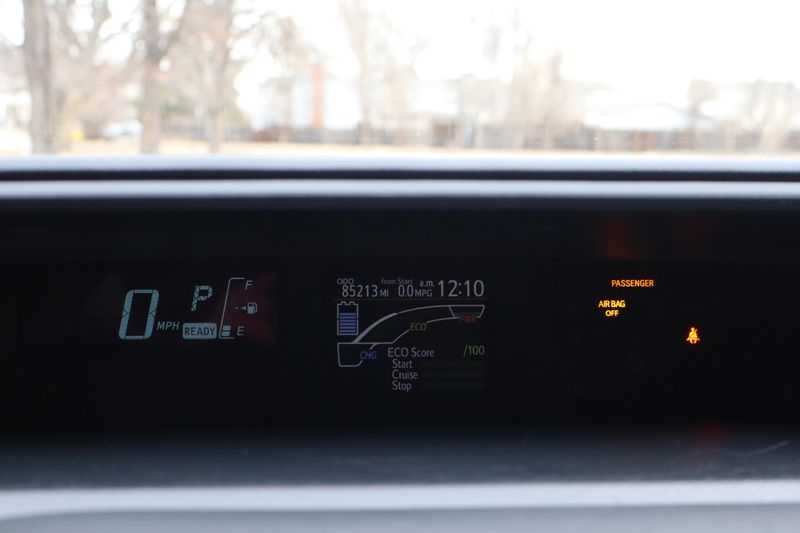 0 MPH
P
READY
F
E
ODO
85213 MI
from Start
0.0 MPG
a.m.
12:10
ECO
PWR
CHG
ECO Score /100
Start
Cruise
Stop
PASSENGER
AIR BAG
OFF